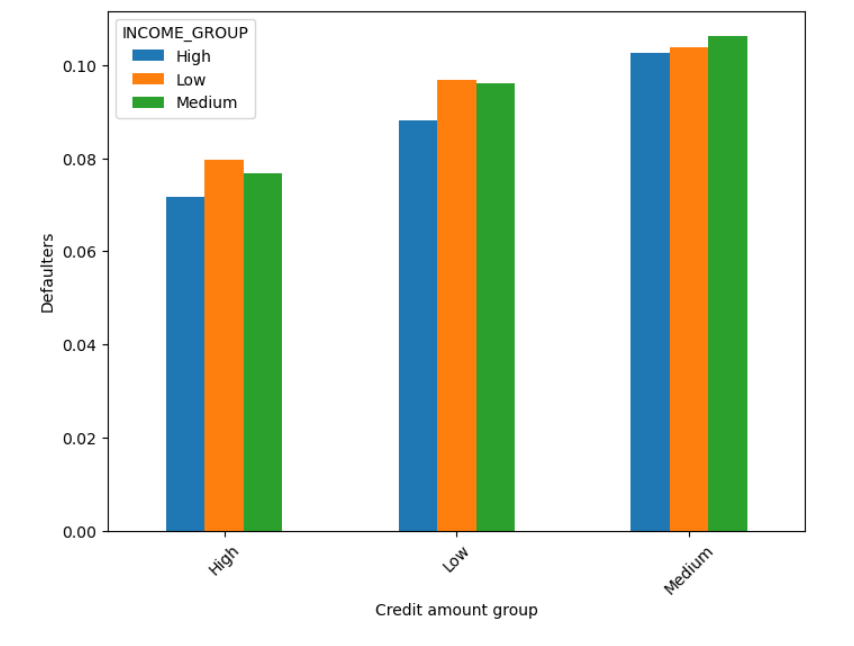 INCOME_GROUP
High
Low
Medium
0.10
0.08
0.06
0.04
0.02
0.00
Defaulters
High
Low
Medium
Credit amount group